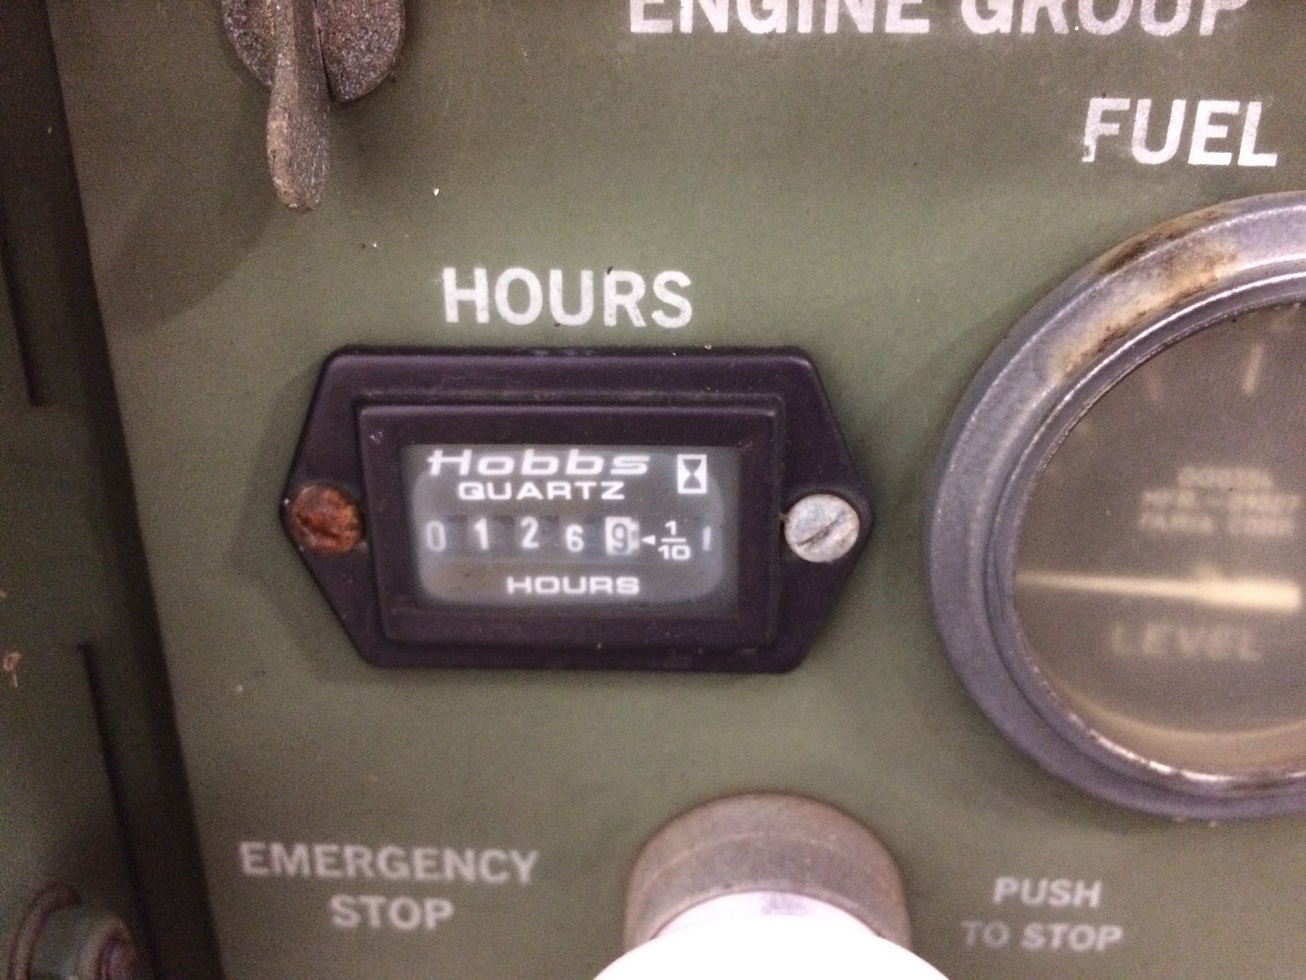 ENGINE GROUP
FUEL
HOURS
Hobbs
QUARTZ
0 1 2 6 9 1/10
HOURS
LEVEL
EMERGENCY
STOP
PUSH
TO STOP